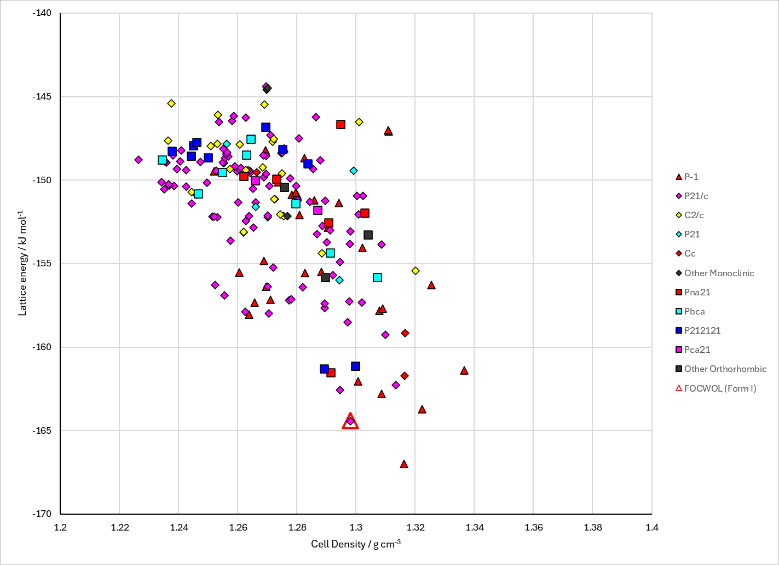 -140
-145
-150
-155
-160
-165
-170
Lattice energy / kJ mol⁻¹
1.2
1.22
1.24
1.26
1.28
1.3
1.32
1.34
1.36
1.38
1.4
Cell Density / g cm⁻³
P-1
P21/c
C2/c
P21
Cc
Other Monoclinic
Pna21
Pbca
P212121
Pca21
Other Orthorhombic
FOCWOL (Form I)